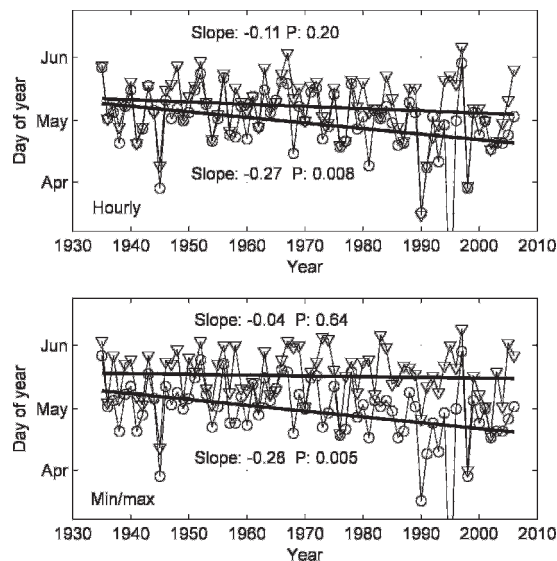 Slope: -0.11 P: 0.20
Jun
May
Apr
Day of year
Slope: -0.27 P: 0.008
Hourly
1930 1940 1950 1960 1970 1980 1990 2000 2010
Year
Slope: -0.04 P: 0.64
Jun
May
Apr
Day of year
Slope: -0.28 P: 0.005
Min/max
1930 1940 1950 1960 1970 1980 1990 2000 2010
Year